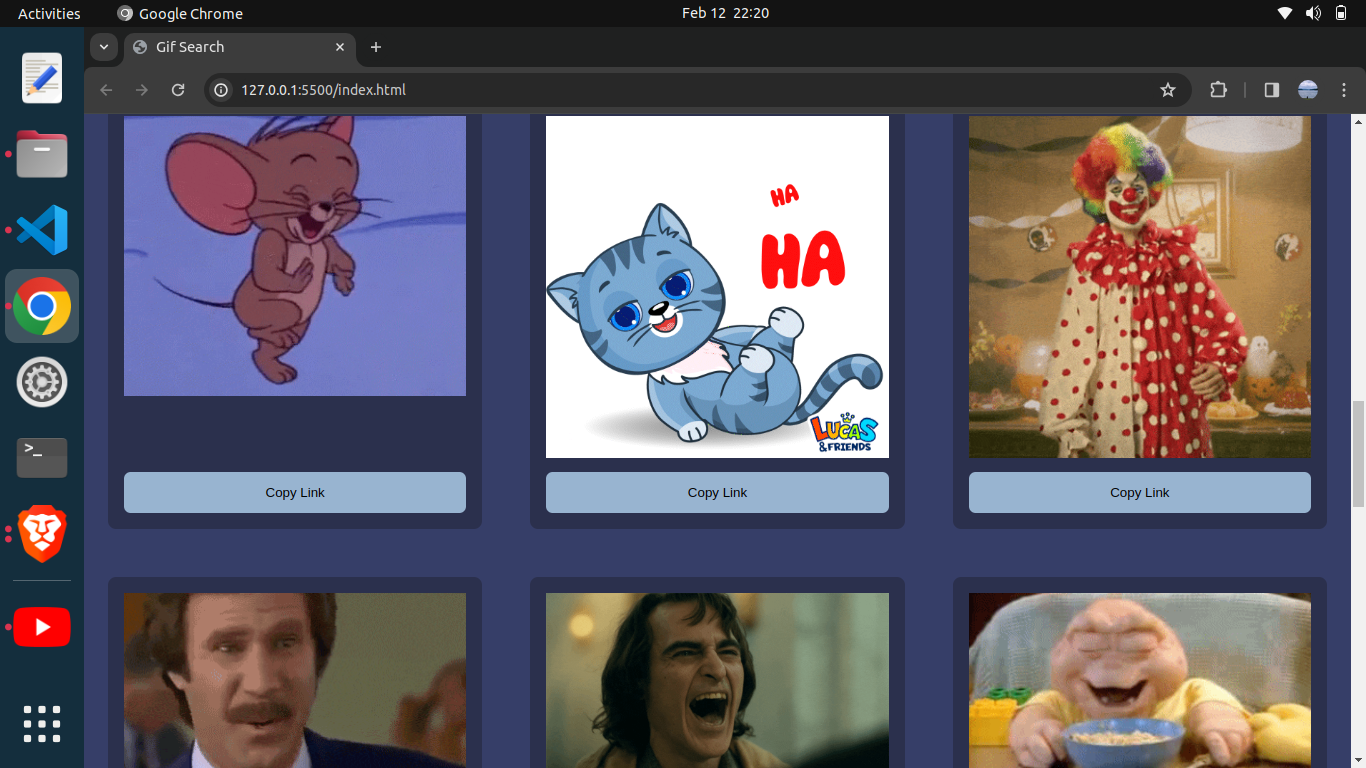 Activities
Google Chrome
Feb 12 22:20
Gif Search
127.0.0.1:5500/index.html
HA
HA
LUCAS
&FRIENDS
Copy Link
Copy Link
Copy Link
>_